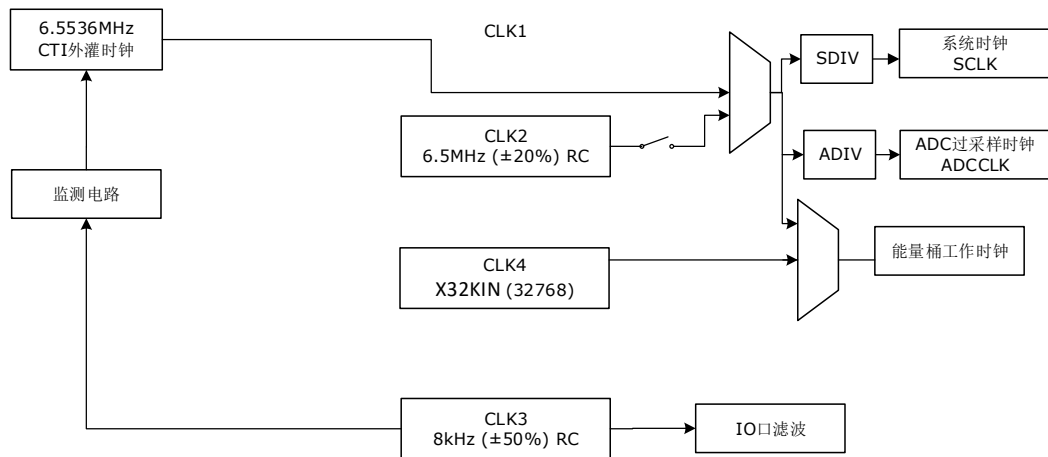 6.5536MHz
CTI外灌时钟
CLK1
SDIV
系统时钟
SCLK
CLK2
6.5MHz (±20%) RC
ADIV
ADC过采样时钟
ADCCLK
监测电路
CLK4
X32KIN (32768)
能量桶工作时钟
CLK3
8kHz (±50%) RC
IO口滤波